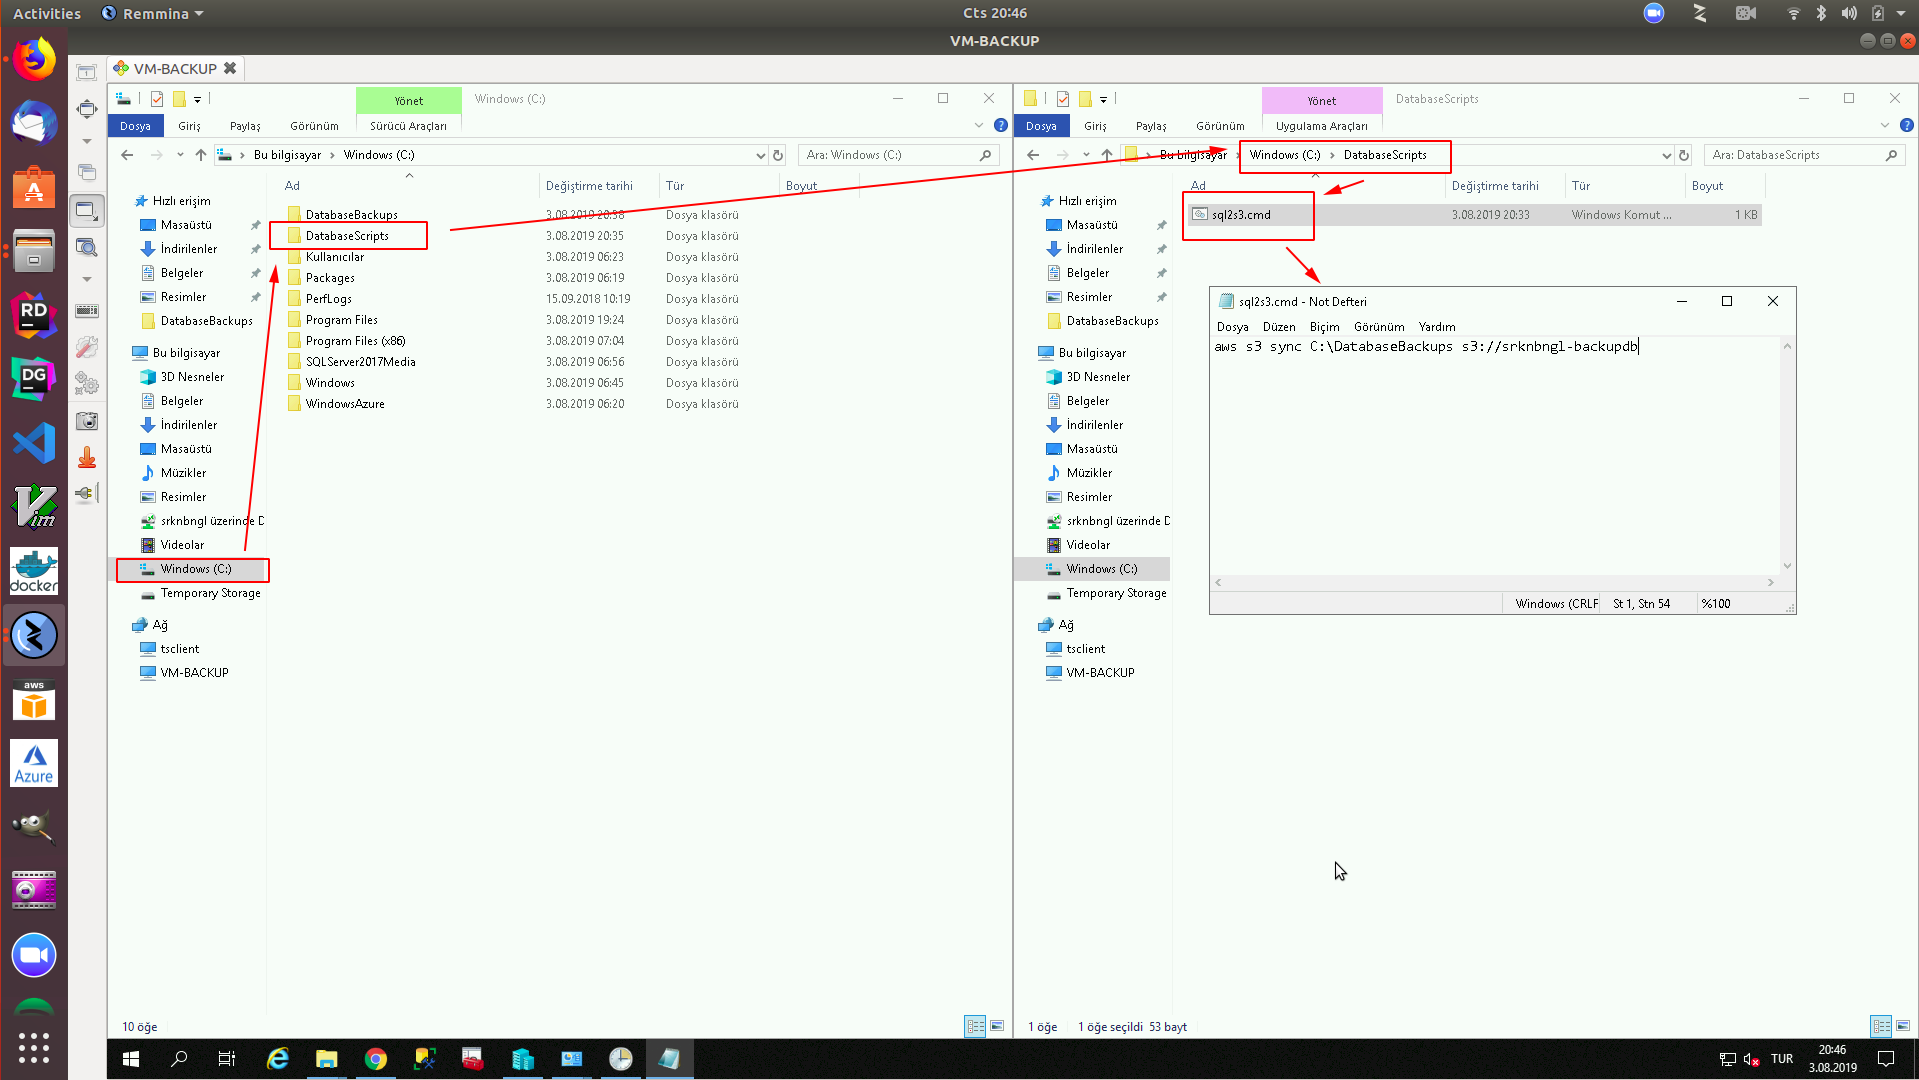 Activities Remmina Cts 20:46
VM-BACKUP
VM-BACKUP
Yönet Windows (C:)
Dosya Giriş Paylaş Görünüm Sürücü Araçları
Bu bilgisayar Windows (C:) Ara: Windows (C:)
Ad Değiştirme tarihi Tür Boyut
DatabaseBackups 3.08.2019 20:38 Dosya klasörü
DatabaseScripts 3.08.2019 20:35 Dosya klasörü
Kullanıcılar 3.08.2019 06:23 Dosya klasörü
Packages 3.08.2019 06:19 Dosya klasörü
PerfLogs 15.09.2018 10:19 Dosya klasörü
Program Files 3.08.2019 19:24 Dosya klasörü
Program Files (x86) 3.08.2019 07:04 Dosya klasörü
SQLServer2017Media 3.08.2019 06:56 Dosya klasörü
Windows 3.08.2019 06:45 Dosya klasörü
WindowsAzure 3.08.2019 06:20 Dosya klasörü
Hızlı erişim
Masaüstü
İndirilenler
Belgeler
Resimler
DatabaseBackups
Bu bilgisayar
3D Nesneler
Belgeler
İndirilenler
Masaüstü
Müzikler
Resimler
srknbngl üzerinde D
Videolar
Windows (C:)
Temporary Storage
Ağ
tsclient
VM-BACKUP
10 öğe
Yönet DatabaseScripts
Dosya Giriş Paylaş Görünüm Uygulama Araçları
Bu bilgisayar Windows (C:) DatabaseScripts Ara: DatabaseScripts
Ad Değiştirme tarihi Tür Boyut
sql2s3.cmd 3.08.2019 20:33 Windows Komut ... 1 KB
Hızlı erişim
Masaüstü
İndirilenler
Belgeler
Resimler
DatabaseBackups
Bu bilgisayar
3D Nesneler
Belgeler
İndirilenler
Masaüstü
Müzikler
Resimler
srknbngl üzerinde D
Videolar
Windows (C:)
Temporary Storage
Ağ
tsclient
VM-BACKUP
sql2s3.cmd - Not Defteri
Dosya Düzen Biçim Görünüm Yardım
aws s3 sync C:\DatabaseBackups s3://srknbngl-backupdb
Windows (CRLF St 1, Stn 54 %100
1 öğe 1 öğe seçildi 53 bayt
RD
DG
Vim
docker
aws
Azure
TUR
20:46
3.08.2019